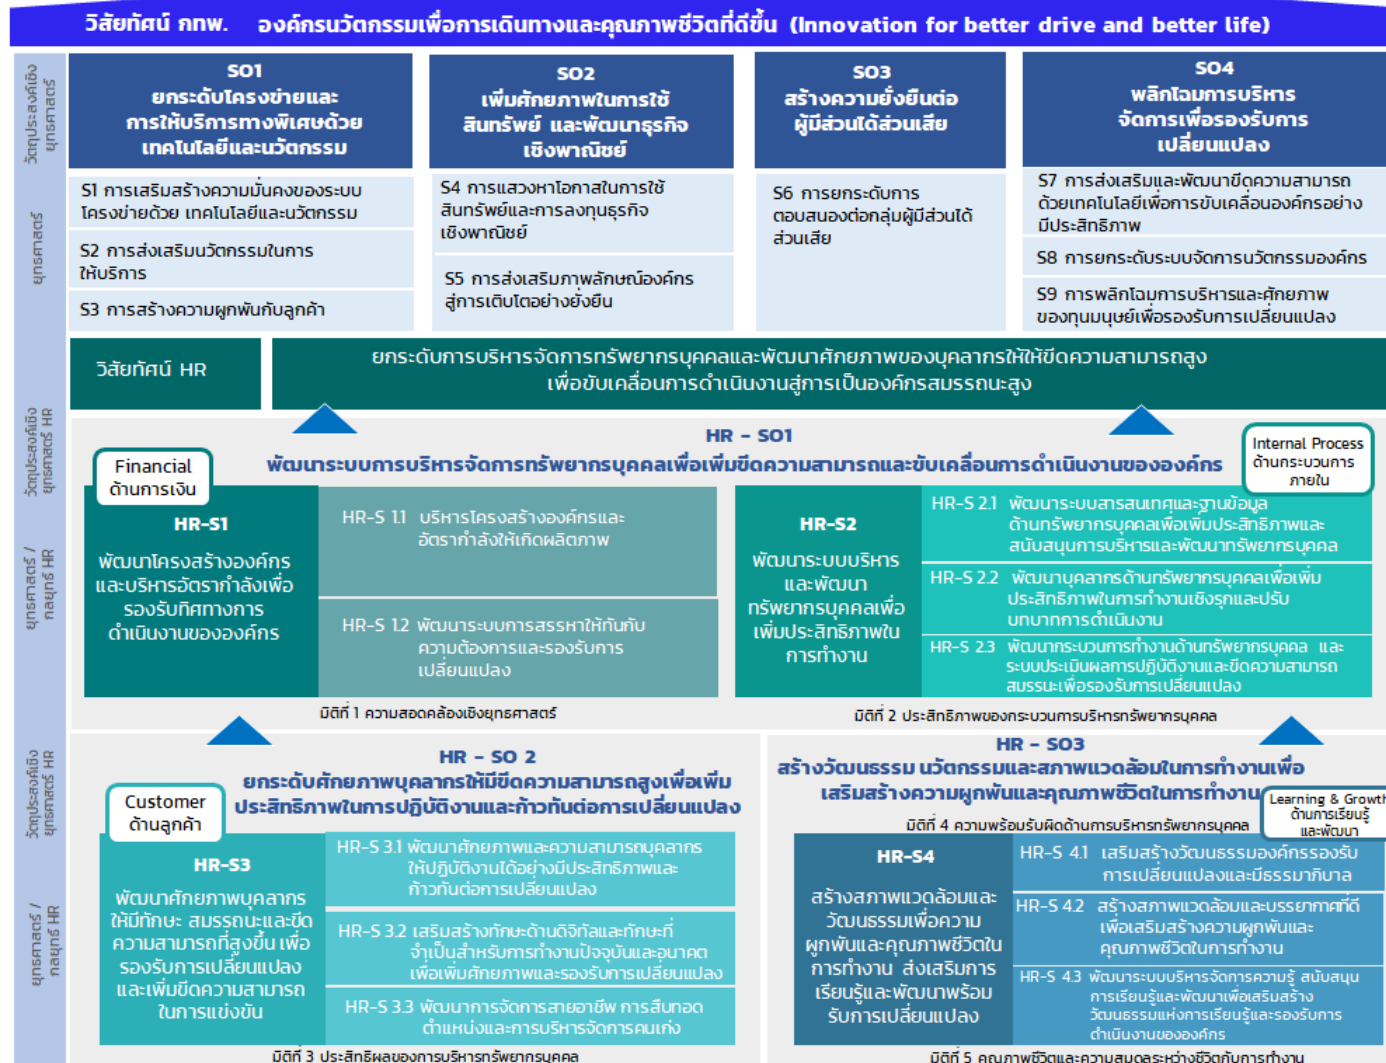 วิสัยทัศน์ กทพ. องค์กรนวัตกรรมเพื่อการเดินทางและคุณภาพชีวิตที่ดีขึ้น (Innovation for better drive and better life)
วัตถุประสงค์เชิง
ยุทธศาสตร์
SO1
ยกระดับโครงข่ายและ
การให้บริการทางพิเศษด้วย
เทคโนโลยีและนวัตกรรม
SO2
เพิ่มศักยภาพในการใช้
สินทรัพย์ และพัฒนาธุรกิจ
เชิงพาณิชย์
SO3
สร้างความยั่งยืนต่อ
ผู้มีส่วนได้ส่วนเสีย
SO4
พลิกโฉมการบริหาร
จัดการเพื่อรองรับการ
เปลี่ยนแปลง
ยุทธศาสตร์
S1 การเสริมสร้างความมั่นคงของระบบ
โครงข่ายด้วย เทคโนโลยีและนวัตกรรม
S2 การส่งเสริมนวัตกรรมในการ
ให้บริการ
S3 การสร้างความผูกพันกับลูกค้า
S4 การแสวงหาโอกาสในการใช้
สินทรัพย์และการลงทุนธุรกิจ
เชิงพาณิชย์
S5 การส่งเสริมภาพลักษณ์องค์กร
สู่การเติบโตอย่างยั่งยืน
S6 การยกระดับการ
ตอบสนองต่อกลุ่มผู้มีส่วนได้
ส่วนเสีย
S7 การส่งเสริมและพัฒนาขีดความสามารถ
ด้วยเทคโนโลยีเพื่อการขับเคลื่อนองค์กรอย่าง
มีประสิทธิภาพ
S8 การยกระดับระบบจัดการนวัตกรรมองค์กร
S9 การพลิกโฉมการบริหารและศักยภาพ
ของทุนมนุษย์เพื่อรองรับการเปลี่ยนแปลง
วิสัยทัศน์ HR
ยกระดับการบริหารจัดการทรัพยากรบุคคลและพัฒนาศักยภาพของบุคลากรให้ให้ขีดความสามารถสูง
เพื่อขับเคลื่อนการดำเนินงานสู่การเป็นองค์กรสมรรถนะสูง
วัตถุประสงค์เชิง
ยุทธศาสตร์ HR
HR - SO1
พัฒนาระบบการบริหารจัดการทรัพยากรบุคคลเพื่อเพิ่มขีดความสามารถและขับเคลื่อนการดำเนินงานขององค์กร
Financial
ด้านการเงิน
Internal Process
ด้านกระบวนการ
ภายใน
ยุทธศาสตร์ /
กลยุทธ์ HR
HR-S1
พัฒนาโครงสร้างองค์กร
และบริหารอัตรากำลังเพื่อ
รองรับทิศทางการ
ดำเนินงานขององค์กร
HR-S 1.1 บริหารโครงสร้างองค์กรและ
อัตรากำลังให้เกิดผลิตภาพ
HR-S 1.2 พัฒนาระบบการสรรหาให้ทันกับ
ความต้องการและรองรับการ
เปลี่ยนแปลง
HR-S2
พัฒนาระบบบริหาร
และพัฒนา
ทรัพยากรบุคคลเพื่อ
เพิ่มประสิทธิภาพใน
การทำงาน
HR-S 2.1 พัฒนาระบบสารสนเทศและฐานข้อมูล
ด้านทรัพยากรบุคคลเพื่อเพิ่มประสิทธิภาพและ
สนับสนุนการบริหารและพัฒนาทรัพยากรบุคคล
HR-S 2.2 พัฒนาบุคลากรด้านทรัพยากรบุคคลเพื่อเพิ่ม
ประสิทธิภาพในการทำงานเชิงรุกและปรับ
บทบาทการดำเนินงาน
HR-S 2.3 พัฒนากระบวนการทำงานด้านทรัพยากรบุคคล และ
ระบบประเมินผลการปฏิบัติงานและขีดความสามารถ
สมรรนะเพื่อรองรับการเปลี่ยนแปลง
มิติที่ 1 ความสอดคล้องเชิงยุทธศาสตร์
มิติที่ 2 ประสิทธิภาพของกระบวนการบริหารทรัพยากรบุคคล
วัตถุประสงค์เชิง
ยุทธศาสตร์ HR
HR - SO 2
ยกระดับศักยภาพบุคลากรให้มีขีดความสามารถสูงเพื่อเพิ่ม
ประสิทธิภาพในการปฏิบัติงานและก้าวทันต่อการเปลี่ยนแปลง
Customer
ด้านลูกค้า
HR - SO3
สร้างวัฒนธรรม นวัตกรรมและสภาพแวดล้อมในการทำงานเพื่อ
เสริมสร้างความผูกพันและคุณภาพชีวิตในการทำงาน
Learning & Growth
ด้านการเรียนรู้
และพัฒนา
มิติที่ 4 ความพร้อมรับผิดด้านการบริหารทรัพยากรบุคคล
ยุทธศาสตร์ /
กลยุทธ์ HR
HR-S3
พัฒนาศักยภาพบุคลากร
ให้มีทักษะ สมรรถนะและขีด
ความสามารถที่สูงขึ้น เพื่อ
รองรับการเปลี่ยนแปลง
และเพิ่มขีดความสามารถ
ในการแข่งขัน
HR-S 3.1 พัฒนาศักยภาพและความสามารถบุคลากร
ให้ปฏิบัติงานได้อย่างมีประสิทธิภาพและ
ก้าวทันต่อการเปลี่ยนแปลง
HR-S 3.2 เสริมสร้างทักษะด้านดิจิทัลและทักษะที่
จำเป็นสำหรับการทำงานปัจจุบันและอนาคต
เพื่อเพิ่มศักยภาพและรองรับการเปลี่ยนแปลง
HR-S 3.3 พัฒนาการจัดการสายอาชีพ การสืบทอด
ตำแหน่งและการบริหารจัดการคนเก่ง
HR-S4
สร้างสภาพแวดล้อมและ
วัฒนธรรมเพื่อความ
ผูกพันและคุณภาพชีวิตใน
การทำงาน ส่งเสริมการ
เรียนรู้และพัฒนาพร้อม
รับการเปลี่ยนแปลง
HR-S 4.1 เสริมสร้างวัฒนธรรมองค์กรรองรับ
การเปลี่ยนแปลงและมีธรรมาภิบาล
HR-S 4.2 สร้างสภาพแวดล้อมและบรรยากาศที่ดี
เพื่อเสริมสร้างความผูกพันและ
คุณภาพชีวิตในการทำงาน
HR-S 4.3 พัฒนาระบบบริหารจัดการความรู้ สนับสนุน
การเรียนรู้และพัฒนาเพื่อเสริมสร้าง
วัฒนธรรมแห่งการเรียนรู้และรองรับการ
ดำเนินงานขององค์กร
มิติที่ 3 ประสิทธิผลของการบริหารทรัพยากรบุคคล
มิติที่ 5 คุณภาพชีวิตและความสมดุลระหว่างชีวิตกับการทำงาน